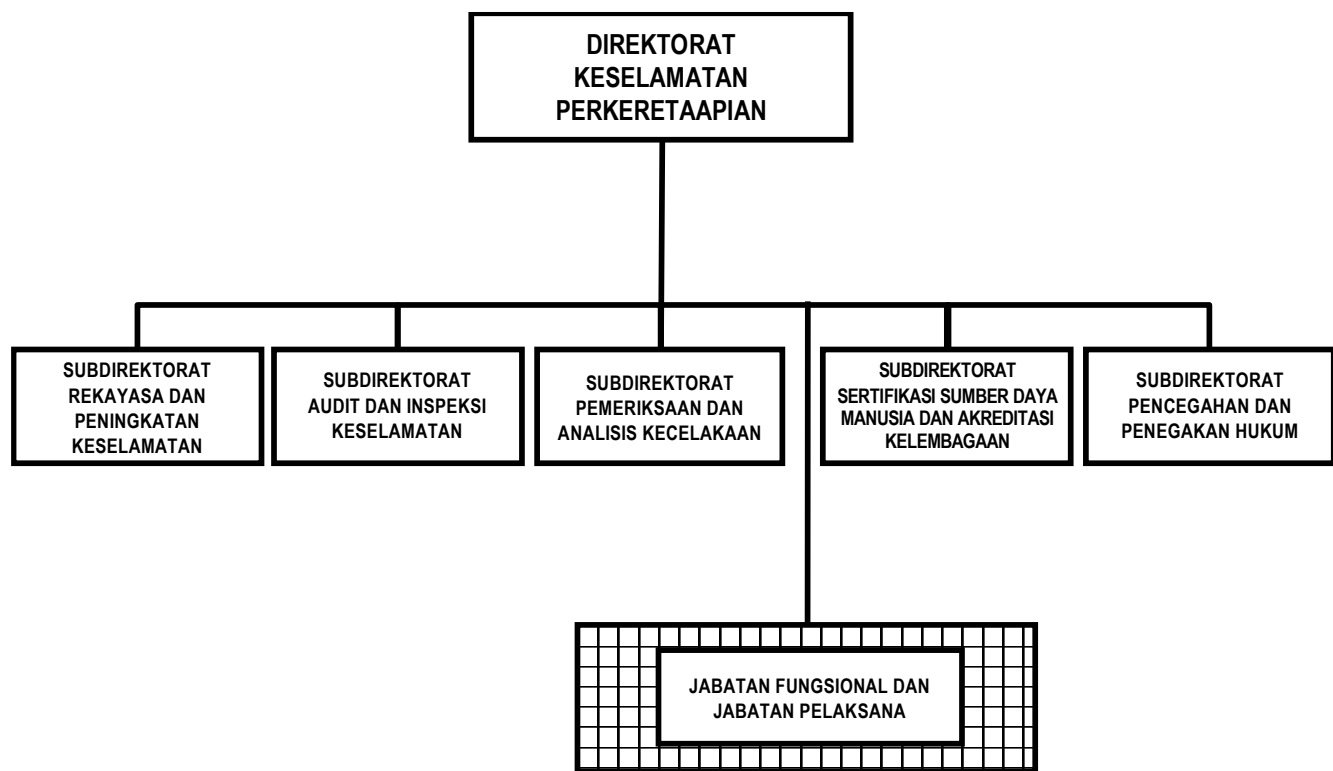 DIREKTORAT
KESELAMATAN
PERKERETAAPIAN
SUBDIREKTORAT
REKAYASA DAN
PENINGKATAN
KESELAMATAN
SUBDIREKTORAT
AUDIT DAN INSPEKSI
KESELAMATAN
SUBDIREKTORAT
PEMERIKSAAN DAN
ANALISIS KECELAKAAN
SUBDIREKTORAT
SERTIFIKASI SUMBER DAYA
MANUSIA DAN AKREDITASI
KELEMBAGAAN
SUBDIREKTORAT
PENCEGAHAN DAN
PENEGAKAN HUKUM
JABATAN FUNGSIONAL DAN
JABATAN PELAKSANA